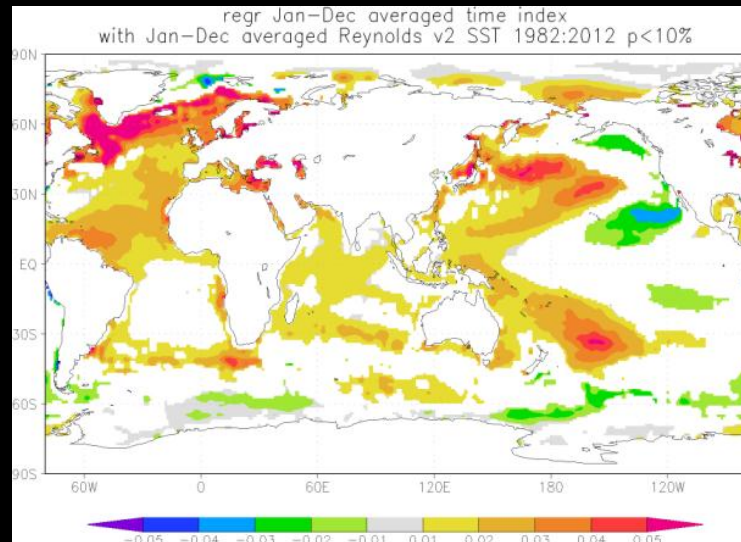 regr Jan-Dec averaged time index
with Jan-Dec averaged Reynolds v2 SST 1982:2012 p<10%
90N
60N
30N
EQ
30S
60S
90S
60W 0 60E 120E 180 120W
-0.05 -0.04 -0.03 -0.02 -0.01 0.01 0.02 0.03 0.04 0.05